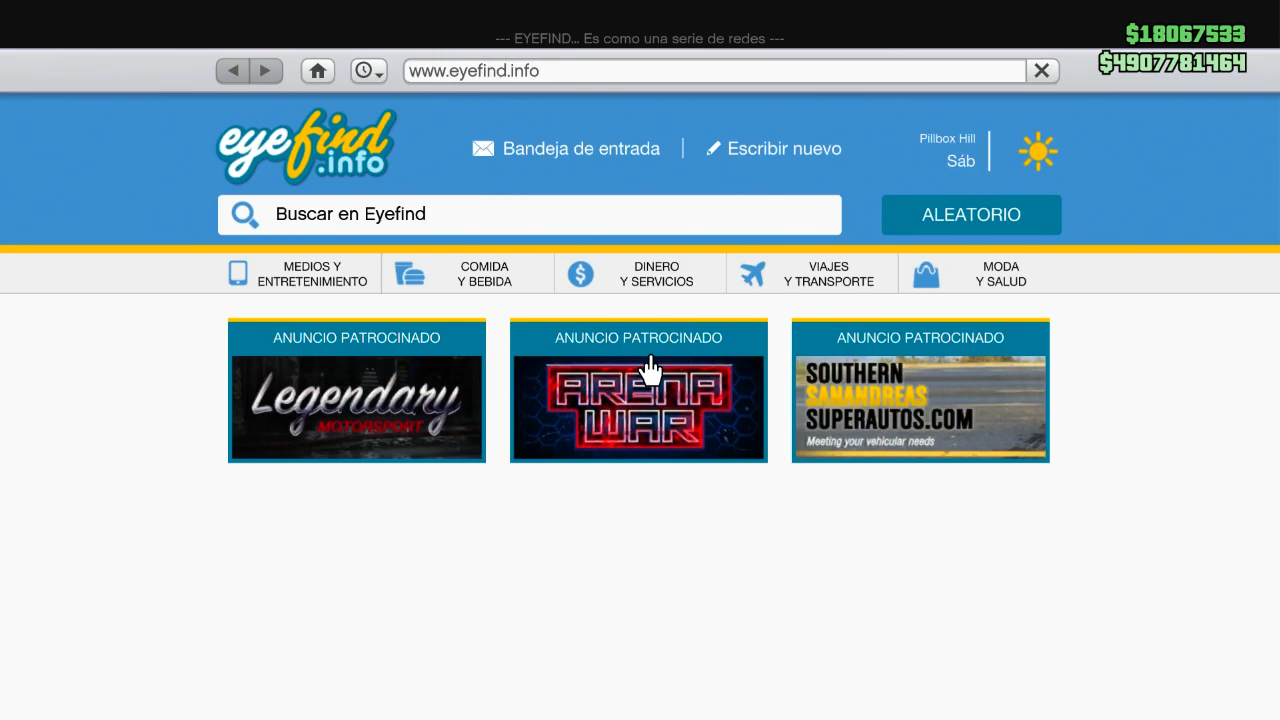 --- EYEFIND... Es como una serie de redes ---
$18067533
$4907781464
www.eyefind.info
eyefind
.info
Bandeja de entrada
Escribir nuevo
Pillbox Hill
Sáb
Buscar en Eyefind
ALEATORIO
MEDIOS Y
ENTRETENIMIENTO
COMIDA
Y BEBIDA
DINERO
Y SERVICIOS
VIAJES
Y TRANSPORTE
MODA
Y SALUD
ANUNCIO PATROCINADO
Legendary
MOTORSPORT
ANUNCIO PATROCINADO
ARENA
WAR
ANUNCIO PATROCINADO
SOUTHERN
SANANDREAS
SUPERAUTOS.COM
Meeting your vehicular needs